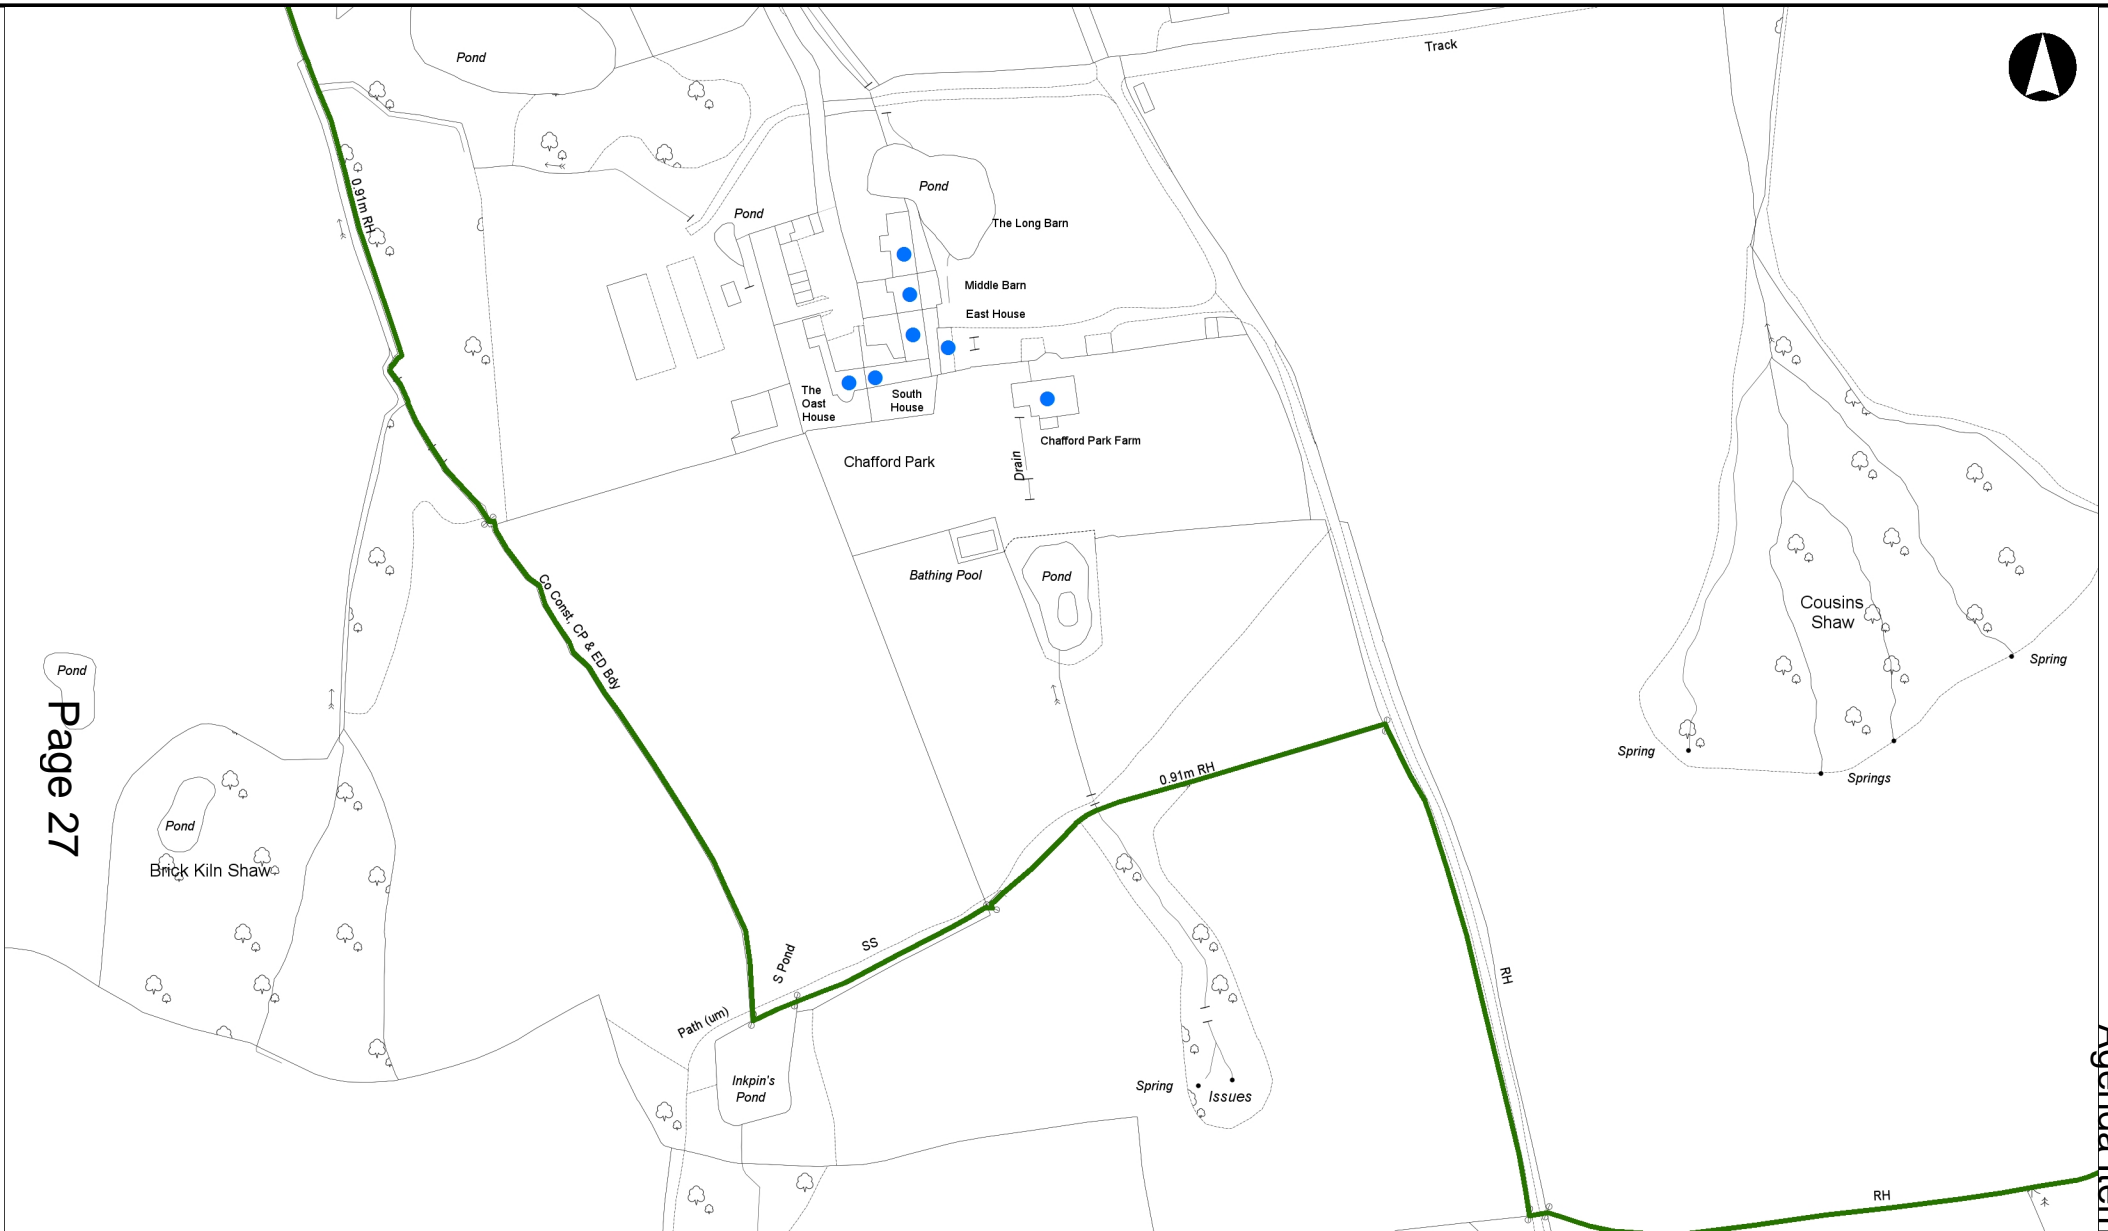 Pond
Track
0.91m RH
Pond
Pond
The Long Barn
Middle Barn
East House
The
Oast
House
South
House
Chafford Park Farm
Chafford Park
Drain
Bathing Pool
Pond
Co Const, CP & ED Bdy
Cousins
Shaw
Spring
Spring
Springs
Pond
Page 27
Pond
Brick Kiln Shaw
0.91m RH
SS
S Pond
Path (um)
RH
Inkpin's
Pond
Spring
Issues
RH
Agenda Item